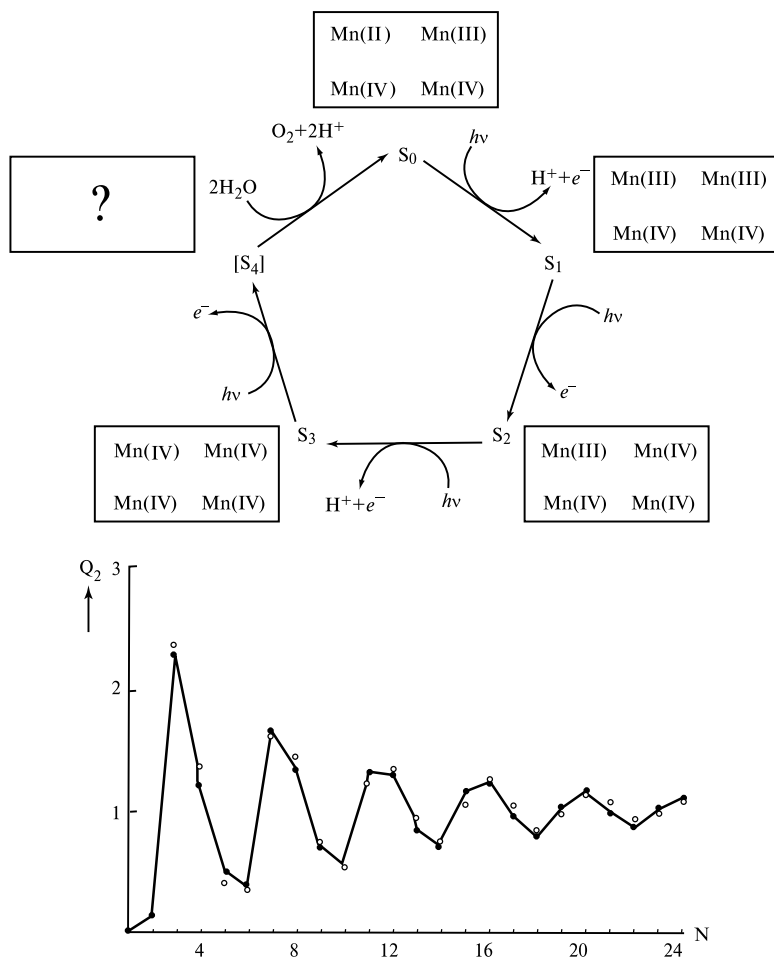 Mn(II) Mn(III)
Mn(IV) Mn(IV)
O₂+2H⁺
S₀
hν
?
2H₂O
H⁺+e⁻
Mn(III) Mn(III)
Mn(IV) Mn(IV)
[S₄]
S₁
e⁻
hν
hν
e⁻
Mn(IV) Mn(IV)
Mn(IV) Mn(IV)
S₃
S₂
Mn(III) Mn(IV)
Mn(IV) Mn(IV)
H⁺+e⁻
hν
Q₂
3
2
1
N
4 8 12 16 20 24